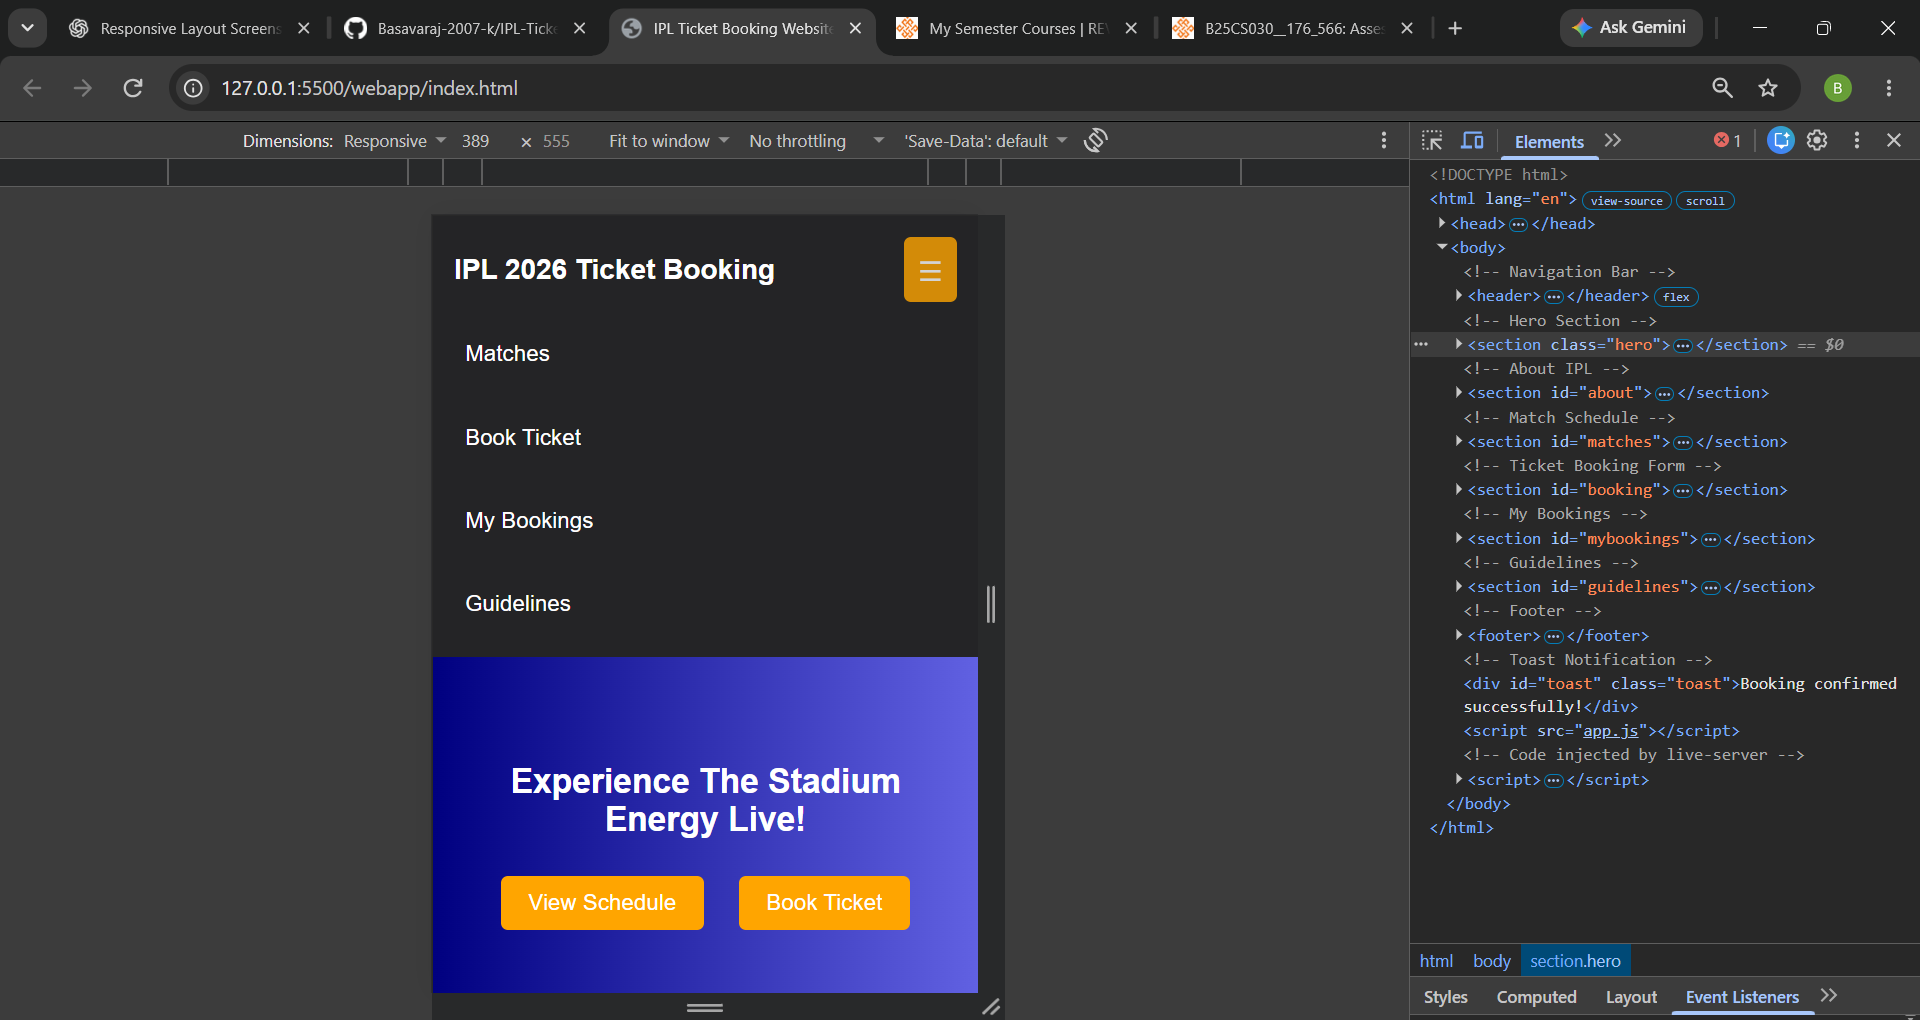 Responsive Layout Screens
Basavaraj-2007-k/IPL-Ticke
IPL Ticket Booking Website
My Semester Courses | RE
B25CS030__176_566: Asse
Ask Gemini
127.0.0.1:5500/webapp/index.html
B
Dimensions: Responsive 389 × 555 Fit to window No throttling 'Save-Data': default
Elements
1
IPL 2026 Ticket Booking
☰
Matches
Book Ticket
My Bookings
Guidelines
Experience The Stadium
Energy Live!
View Schedule
Book Ticket
<!DOCTYPE html>
<html lang="en"> view-source scroll
<head> ⋯ </head>
<body>
<!-- Navigation Bar -->
<header> ⋯ </header> flex
<!-- Hero Section -->
<section class="hero"> ⋯ </section> == $0
<!-- About IPL -->
<section id="about"> ⋯ </section>
<!-- Match Schedule -->
<section id="matches"> ⋯ </section>
<!-- Ticket Booking Form -->
<section id="booking"> ⋯ </section>
<!-- My Bookings -->
<section id="mybookings"> ⋯ </section>
<!-- Guidelines -->
<section id="guidelines"> ⋯ </section>
<!-- Footer -->
<footer> ⋯ </footer>
<!-- Toast Notification -->
<div id="toast" class="toast">Booking confirmed
successfully!</div>
<script src="app.js"></script>
<!-- Code injected by live-server -->
<script> ⋯ </script>
</body>
</html>
html body section.hero
Styles Computed Layout Event Listeners